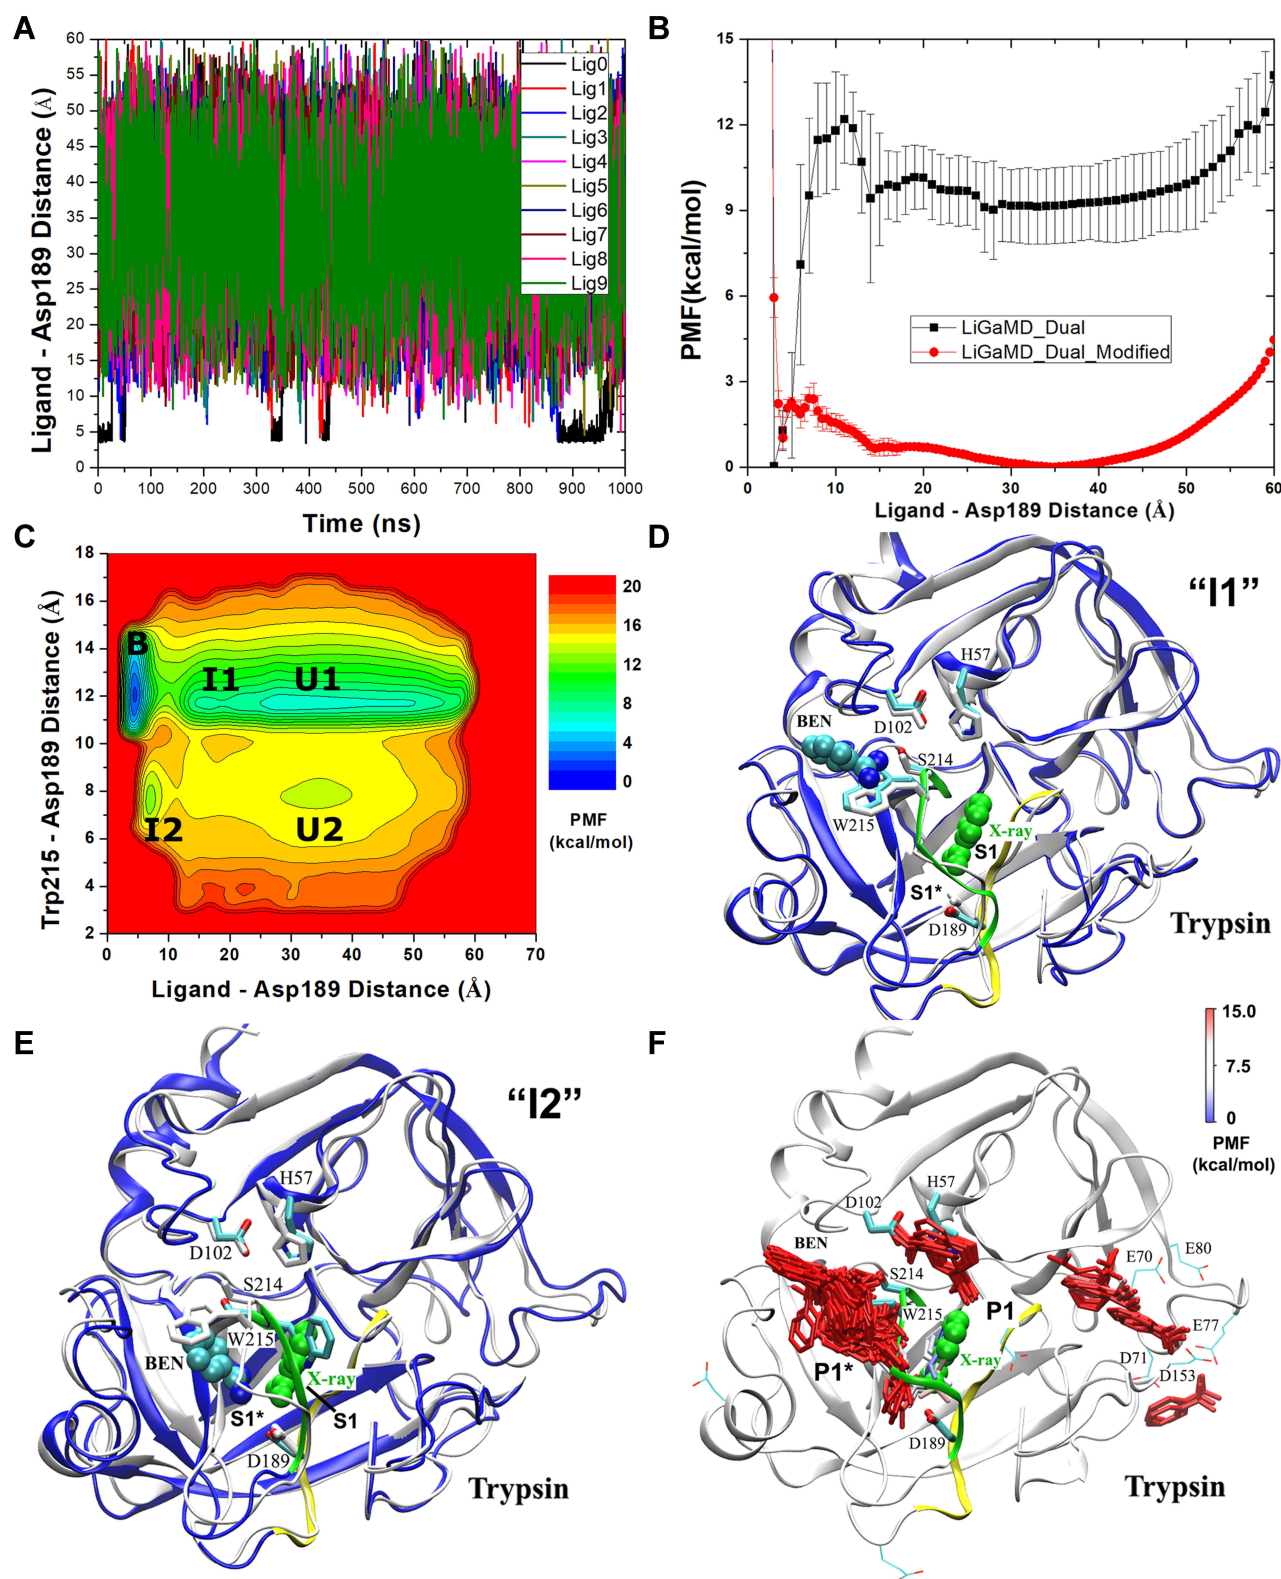 A
60
55
50
45
40
35
30
25
20
15
10
5
0
Ligand - Asp189 Distance (Å)
Lig0
Lig1
Lig2
Lig3
Lig4
Lig5
Lig6
Lig7
Lig8
Lig9
0 100 200 300 400 500 600 700 800 900 1000
Time (ns)
B
15
12
9
6
3
0
PMF(kcal/mol)
LiGaMD_Dual
LiGaMD_Dual_Modified
0 10 20 30 40 50 60
Ligand - Asp189 Distance (Å)
C
18
16
14
12
10
8
6
4
2
Trp215 - Asp189 Distance (Å)
B
I1 U1
I2 U2
0 10 20 30 40 50 60 70
Ligand - Asp189 Distance (Å)
20
16
12
8
4
0
PMF
(kcal/mol)
D
“I1”
H57
D102
BEN
S214
W215
X-ray
S1
S1*
D189
Trypsin
E
“I2”
H57
D102
S214
W215
BEN
X-ray
S1*
S1
D189
Trypsin
F
15.0
7.5
0
PMF
(kcal/mol)
H57
D102
BEN
E70
E80
S214
W215
P1
E77
X-ray
D71
D153
P1*
D189
Trypsin